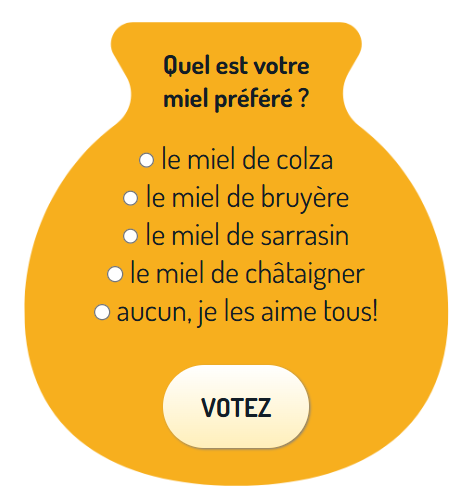 Quel est votre
miel préféré ?
le miel de colza
le miel de bruyère
le miel de sarrasin
le miel de châtaigner
aucun, je les aime tous!
VOTEZ